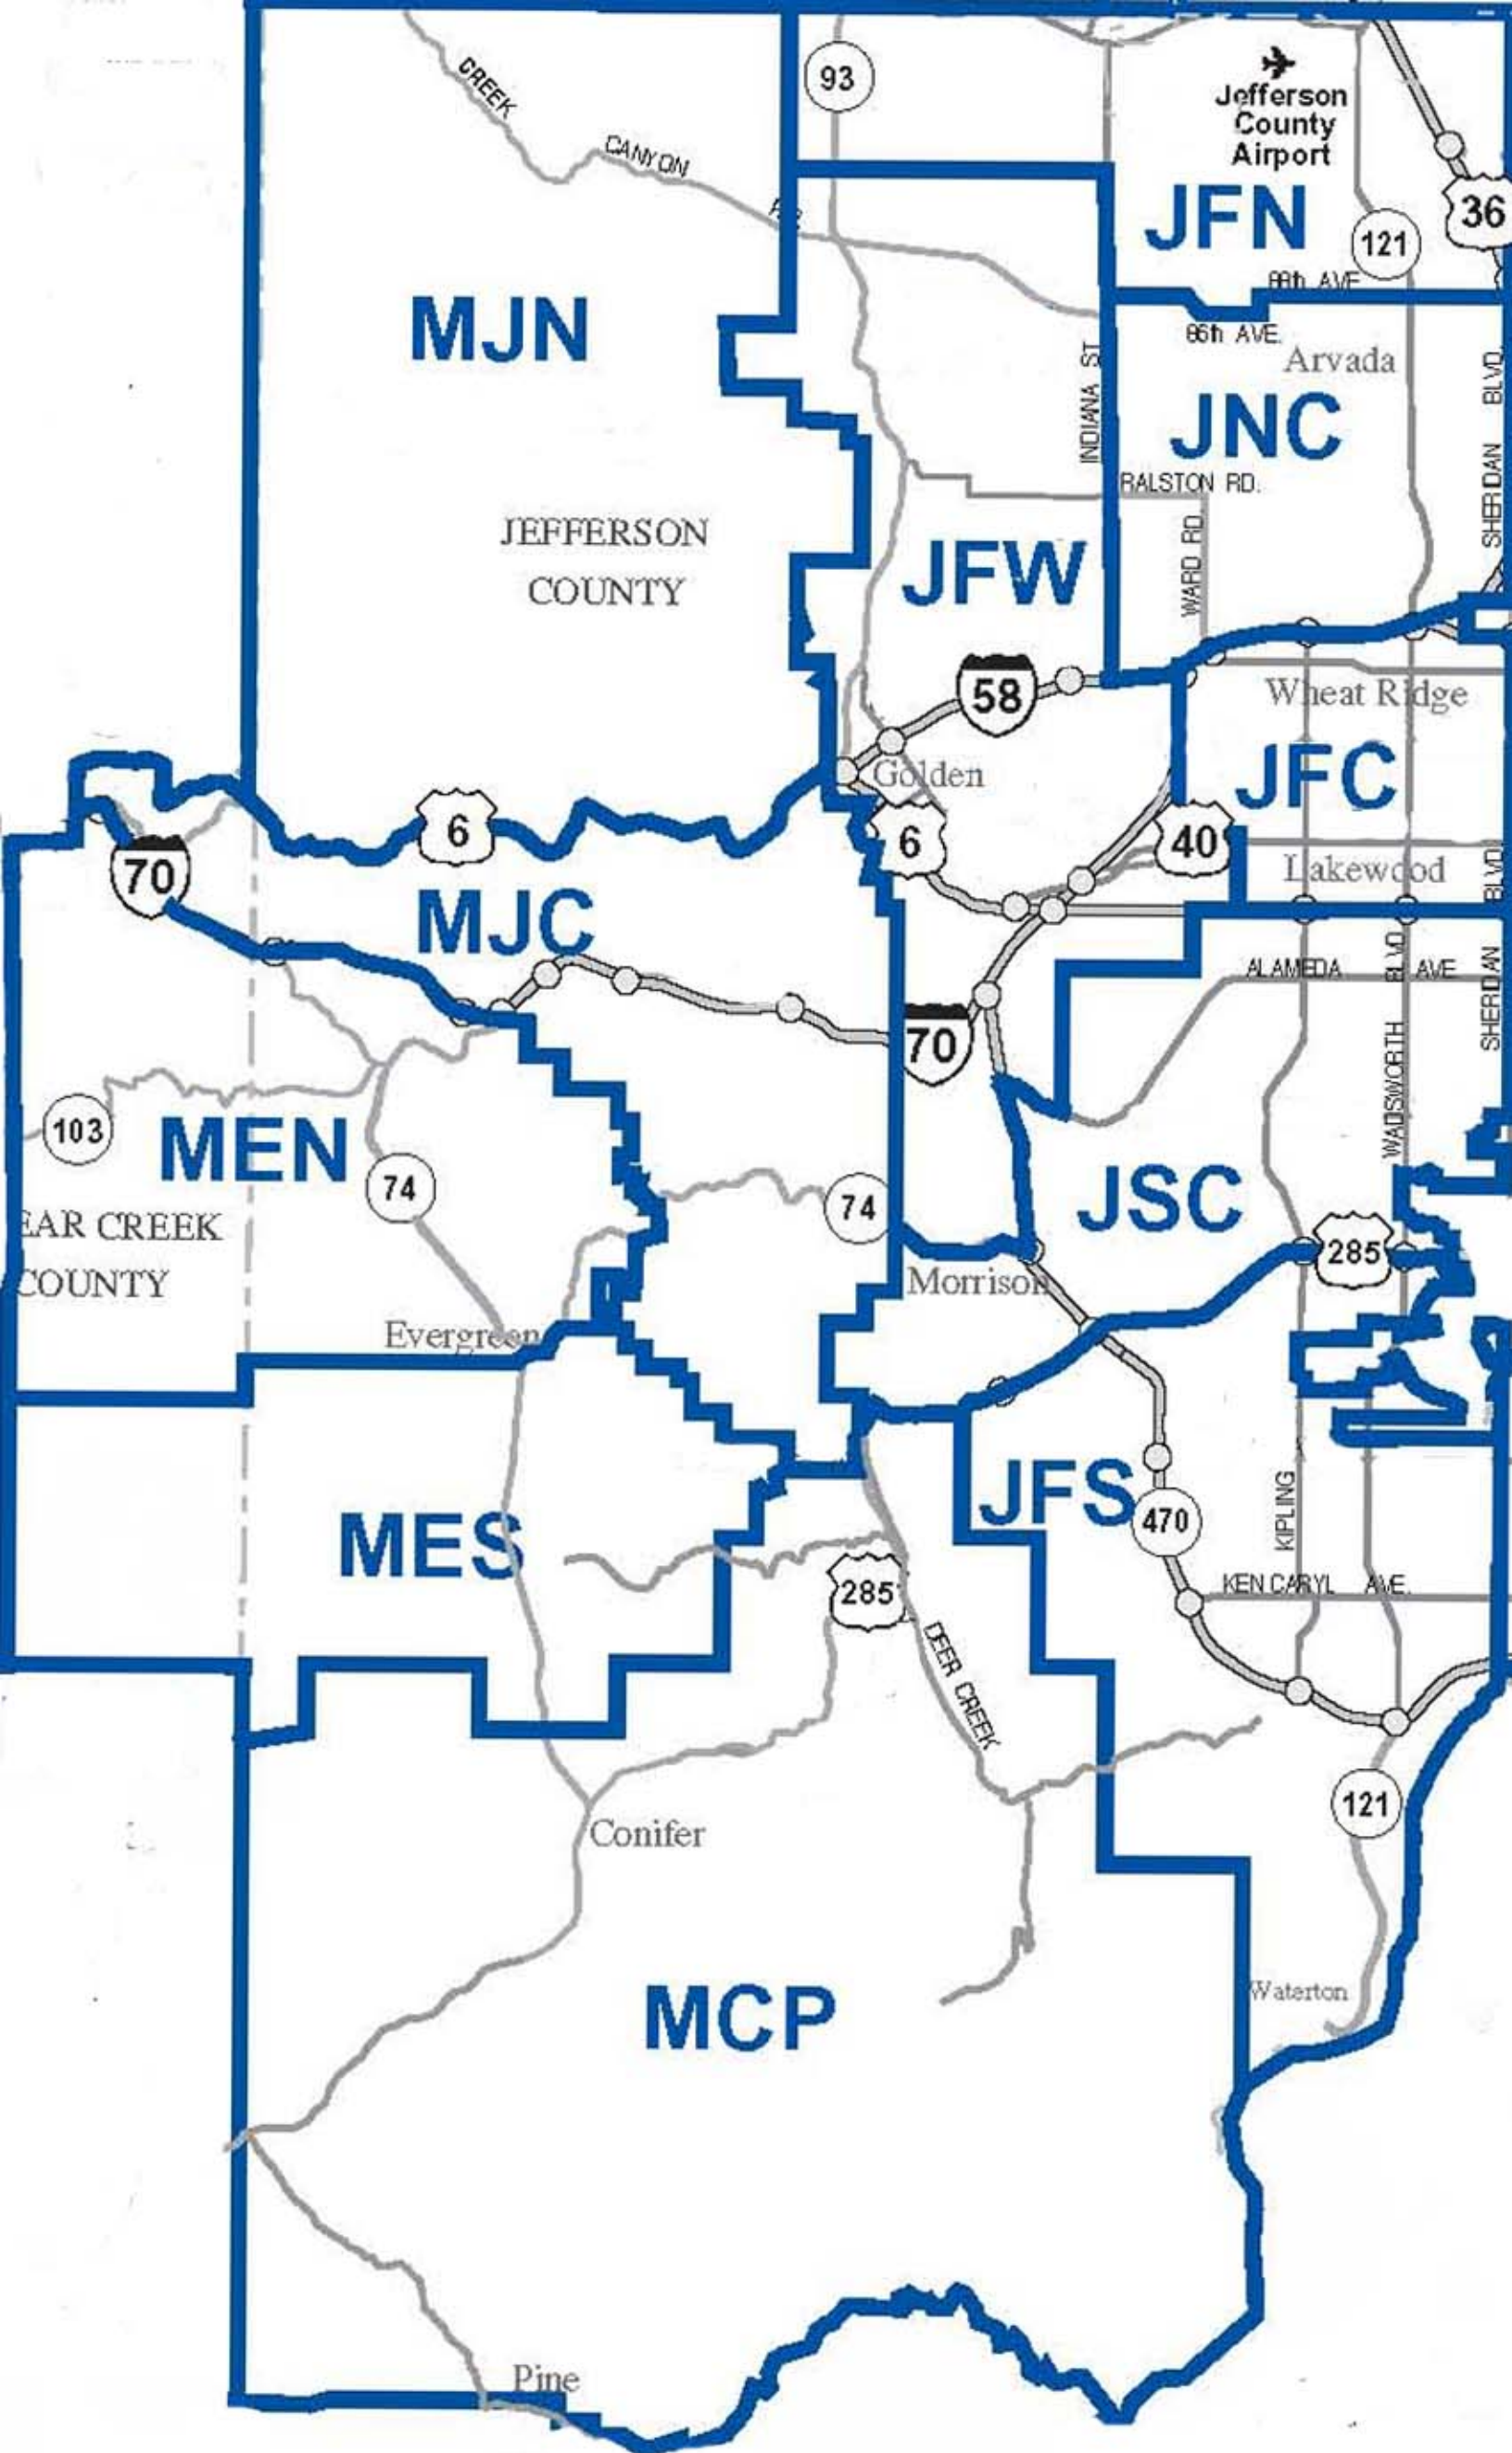 CREEK
CANYON
93
Jefferson
County
Airport
36
JFN
121
88th AVE
MJN
86th AVE.
Arvada
INDIANA ST
SHERIDAN BLVD.
JNC
RALSTON RD.
JEFFERSON
COUNTY
JFW
WARD RD.
58
Wheat Ridge
Golden
JFC
6
6
40
70
Lakewood
BLVD
MJC
ALAMEDA AVE
WADSWORTH BLVD
SHERIDAN
70
103
MEN
74
74
JSC
EAR CREEK
COUNTY
285
Morrison
Evergreen
JFS
470
KIPLING
MES
285
KEN CARYL AVE.
DEER CREEK
121
Conifer
Waterton
MCP
Pine